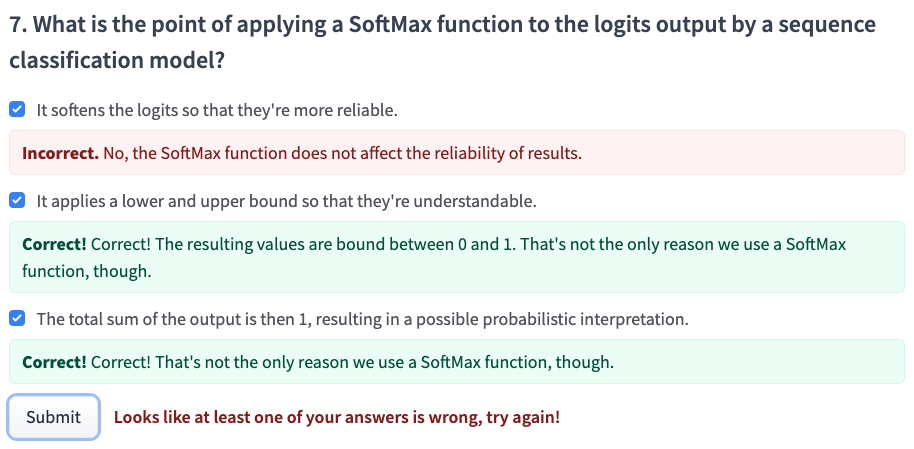 7. What is the point of applying a SoftMax function to the logits output by a sequence
classification model?
It softens the logits so that they're more reliable.
Incorrect. No, the SoftMax function does not affect the reliability of results.
It applies a lower and upper bound so that they're understandable.
Correct! Correct! The resulting values are bound between 0 and 1. That's not the only reason we use a SoftMax
function, though.
The total sum of the output is then 1, resulting in a possible probabilistic interpretation.
Correct! Correct! That's not the only reason we use a SoftMax function, though.
Submit Looks like at least one of your answers is wrong, try again!